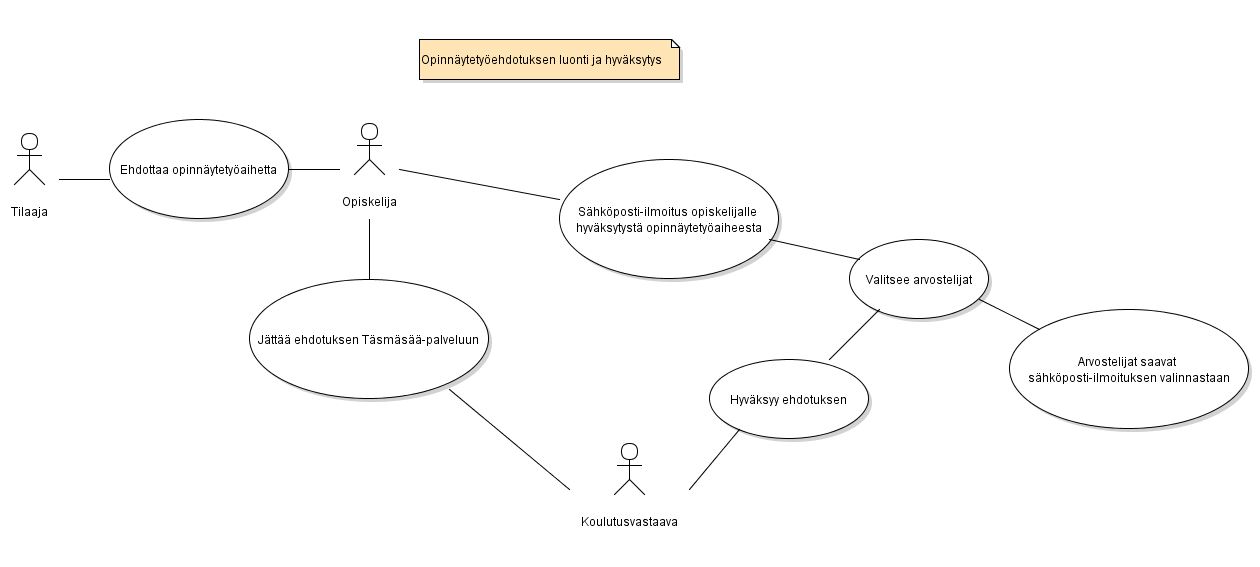 Opinnäytetyöehdotuksen luonti ja hyväksytys
Ehdottaa opinnäytetyöaihetta
Tilaaja
Opiskelija
Sähköposti-ilmoitus opiskelijalle
hyväksytystä opinnäytetyöaiheesta
Valitsee arvostelijat
Jättää ehdotuksen Täsmäsää-palveluun
Arvostelijat saavat
sähköposti-ilmoituksen valinnastaan
Hyväksyy ehdotuksen
Koulutusvastaava